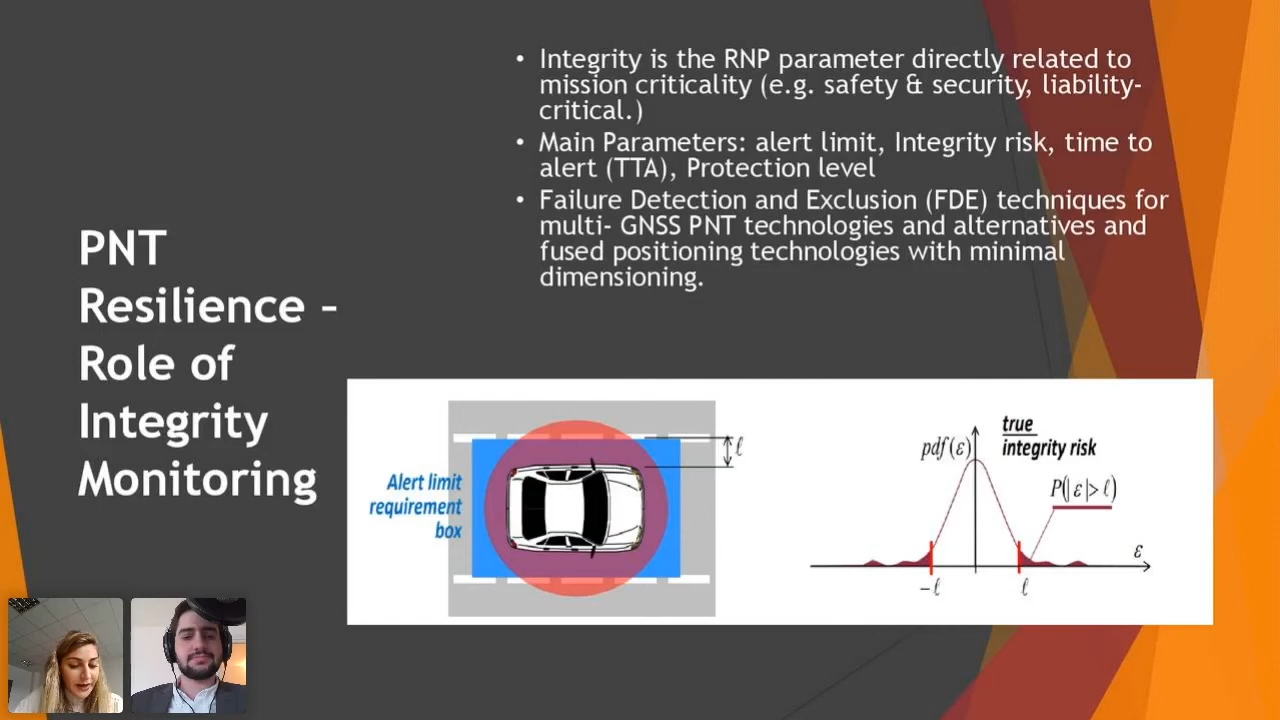 PNT
Resilience –
Role of
Integrity
Monitoring
• Integrity is the RNP parameter directly related to
mission criticality (e.g. safety & security, liability-
critical.)
• Main Parameters: alert limit, Integrity risk, time to
alert (TTA), Protection level
• Failure Detection and Exclusion (FDE) techniques for
multi- GNSS PNT technologies and alternatives and
fused positioning technologies with minimal
dimensioning.
Alert limit
requirement
box
ℓ
pdf(ε)
true
integrity risk
P(|ε|> ℓ)
ε
−ℓ
ℓ